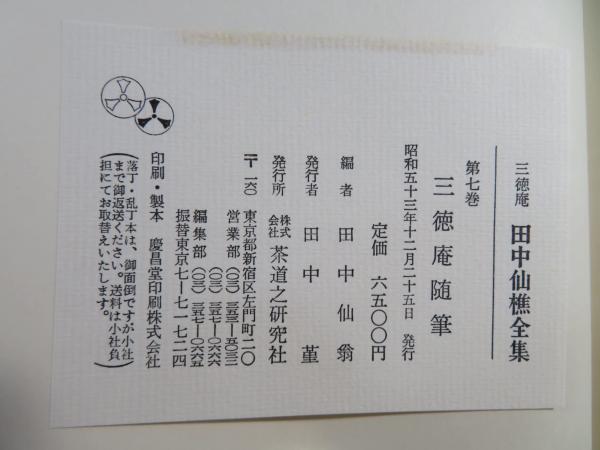 三徳庵 田中仙樵全集
第七巻
三徳庵随筆
昭和五十三年十二月二十五日 発行
定価 六五〇〇円
編者 田中仙翁
発行者 田中菫
発行所 株式会社 茶道之研究社
〒一六〇 東京都新宿区左門町二〇
営業部 (〇三)三五三―五〇三二
(〇三)三五七―〇六六六
編集部 (〇三)三五七―〇六六五
振替東京七―七一七二四
印刷・製本 慶昌堂印刷株式会社
(落丁・乱丁本は、御面倒ですが小社
まで御返送ください。送料は小社負
担にてお取替えいたします。)